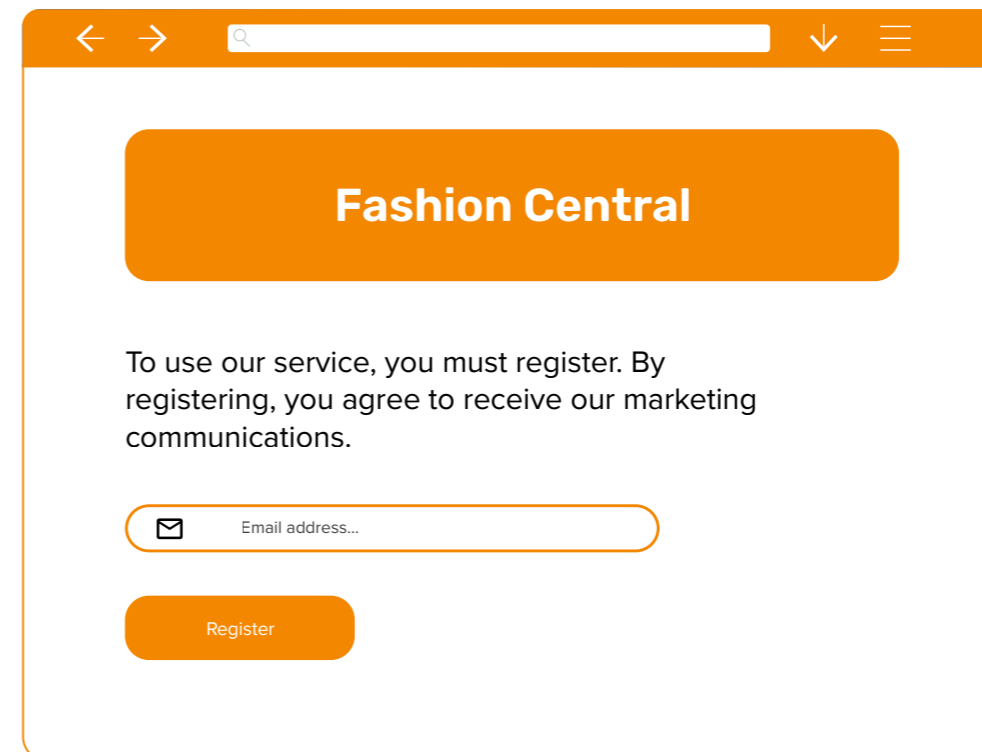 Fashion Central
To use our service, you must register. By
registering, you agree to receive our marketing
communications.
Email address...
Register